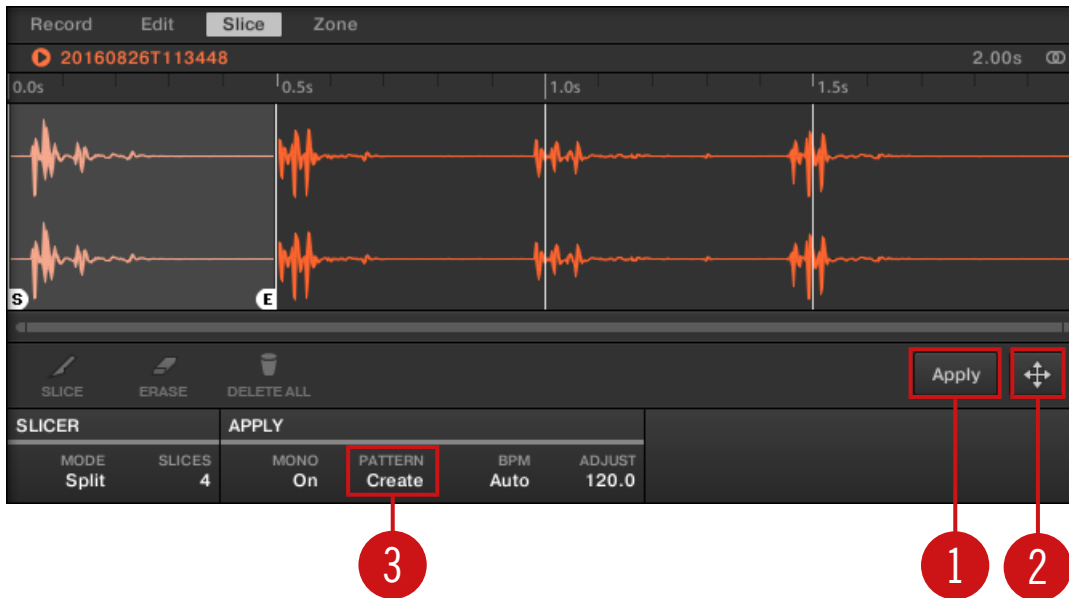 Record Edit Slice Zone
20160826T113448 2.00s
0.0s 0.5s 1.0s 1.5s
S E
SLICE ERASE DELETE ALL Apply
SLICER APPLY
MODE SLICES MONO PATTERN BPM ADJUST
Split 4 On Create Auto 120.0
3 1 2